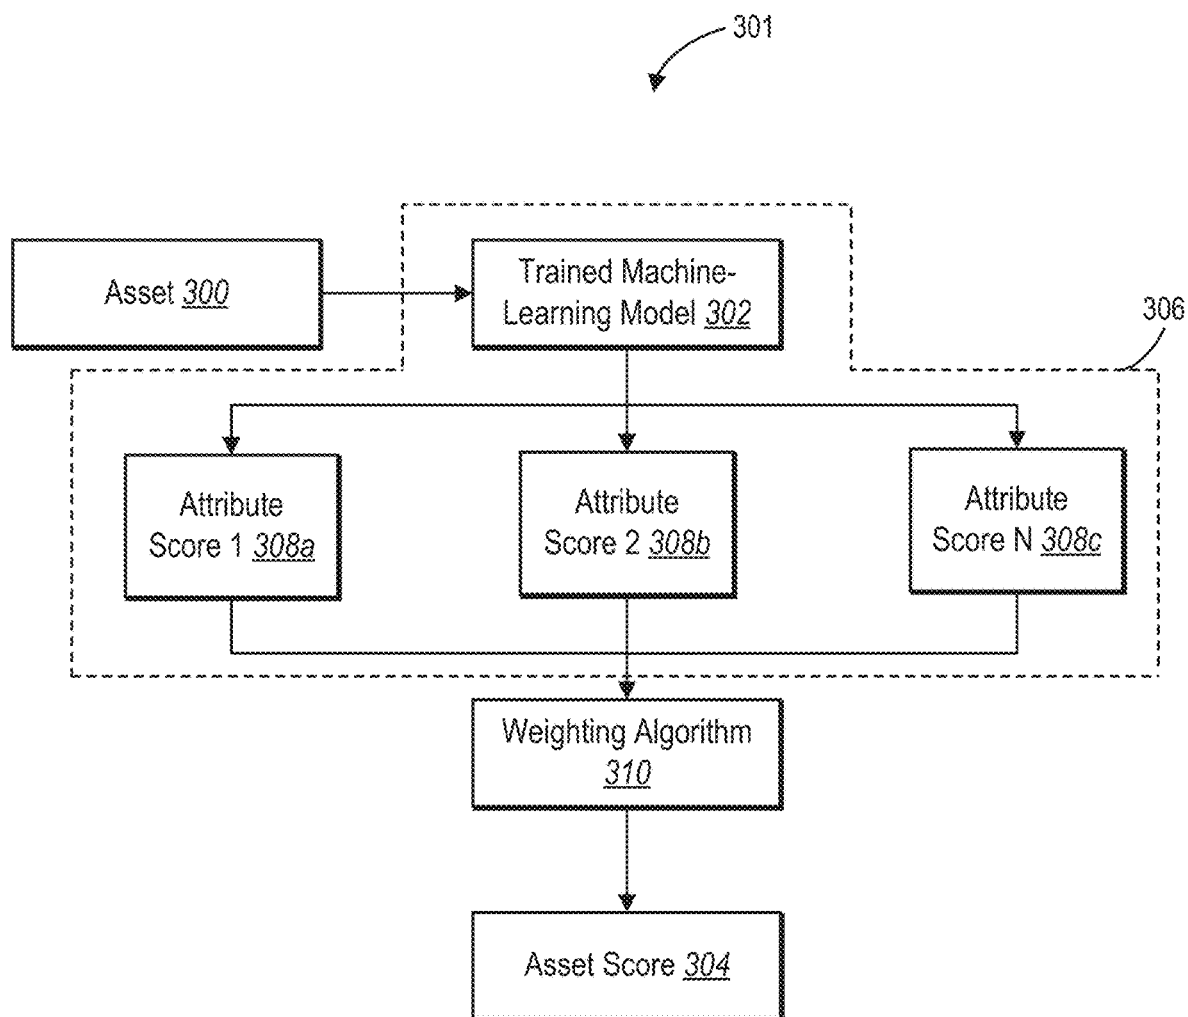 301
Asset 300
Trained Machine-
Learning Model 302
306
Attribute
Score 1 308a
Attribute
Score 2 308b
Attribute
Score N 308c
Weighting Algorithm
310
Asset Score 304